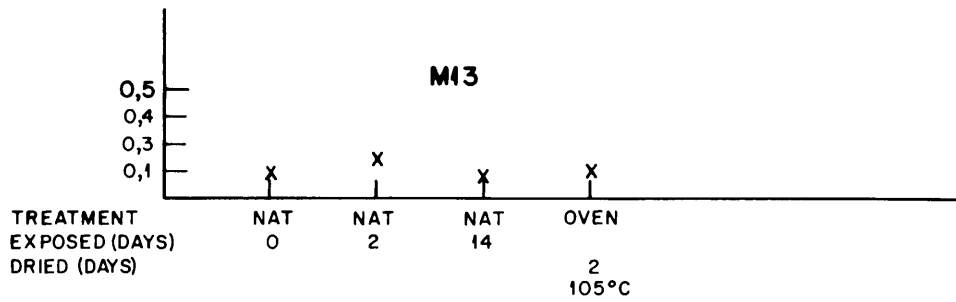 M13
0,5
0,4
0,3
0,1
X X X X
TREATMENT NAT NAT NAT OVEN
EXPOSED (DAYS) 0 2 14
DRIED (DAYS) 2
105°C